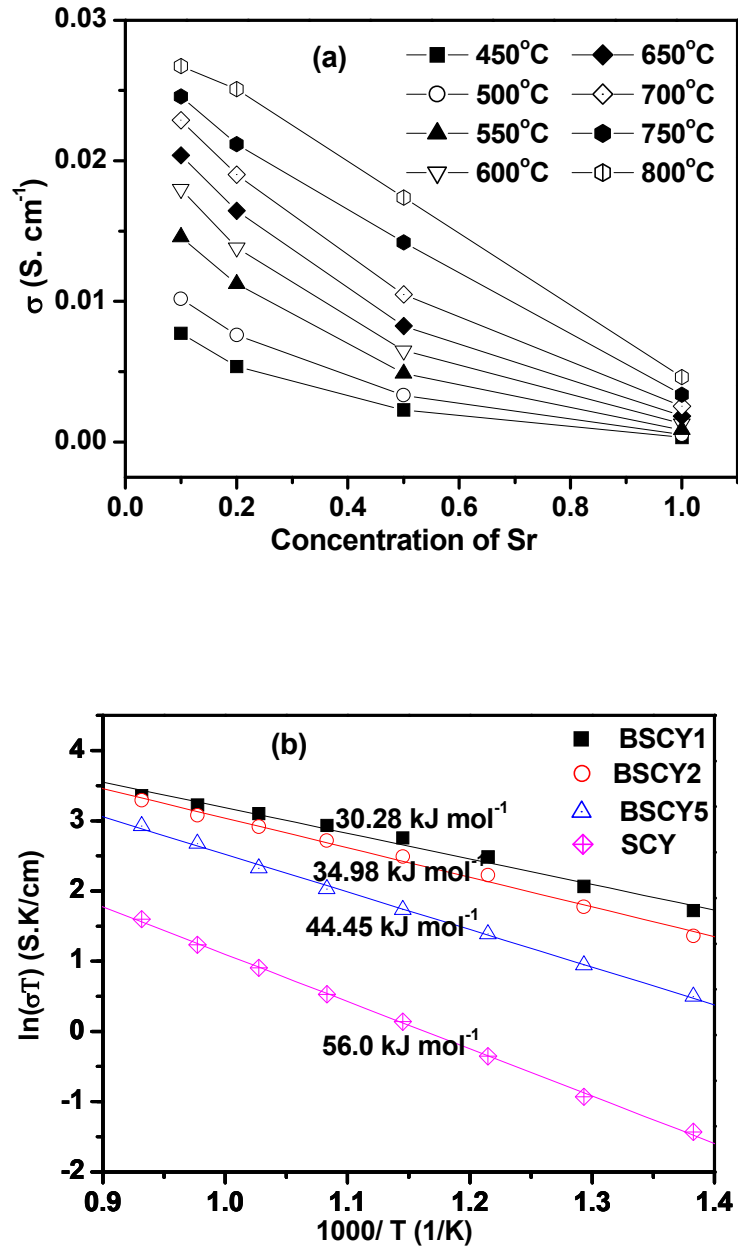 0.03
0.02
0.01
0.00
σ (S. cm-1)
(a)
450°C
500°C
550°C
600°C
650°C
700°C
750°C
800°C
0.0 0.2 0.4 0.6 0.8 1.0
Concentration of Sr
4
3
2
1
0
-1
-2
ln(σT) (S.K/cm)
(b)
BSCY1
BSCY2
BSCY5
SCY
30.28 kJ mol-1
34.98 kJ mol-1
44.45 kJ mol-1
56.0 kJ mol-1
0.9 1.0 1.1 1.2 1.3 1.4
1000/ T (1/K)